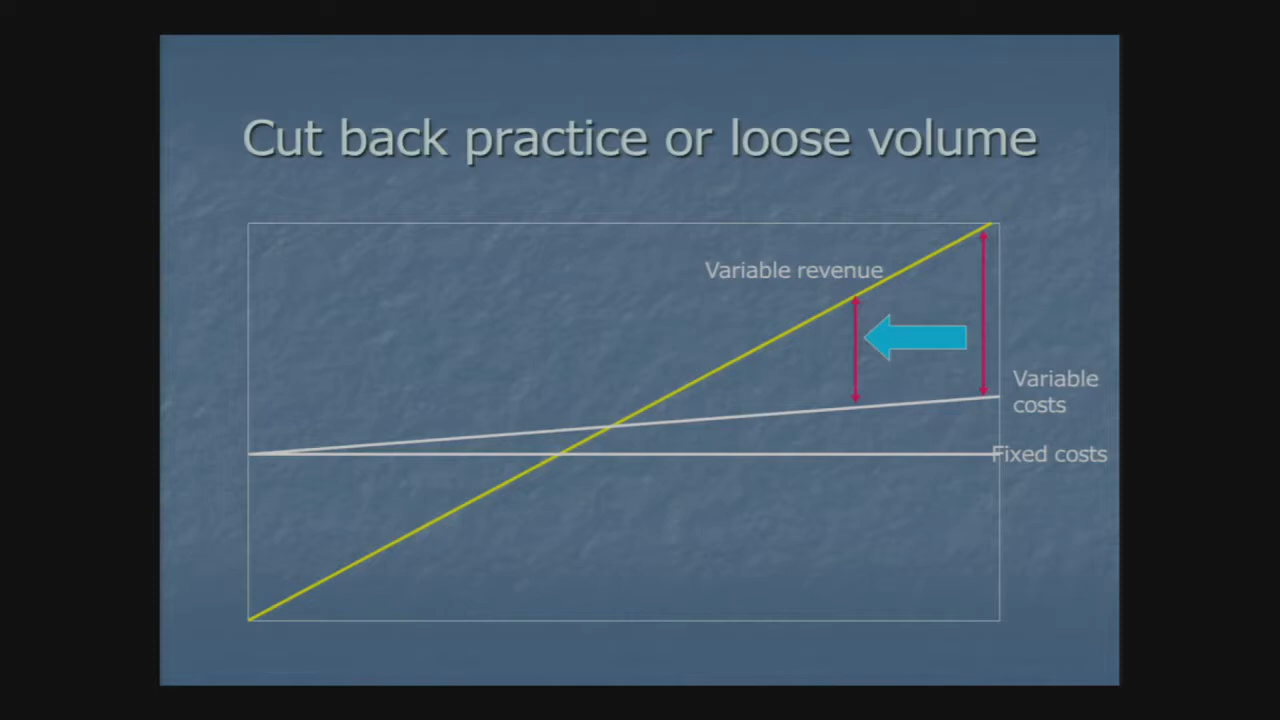 Cut back practice or loose volume
Variable revenue
Variable
costs
Fixed costs